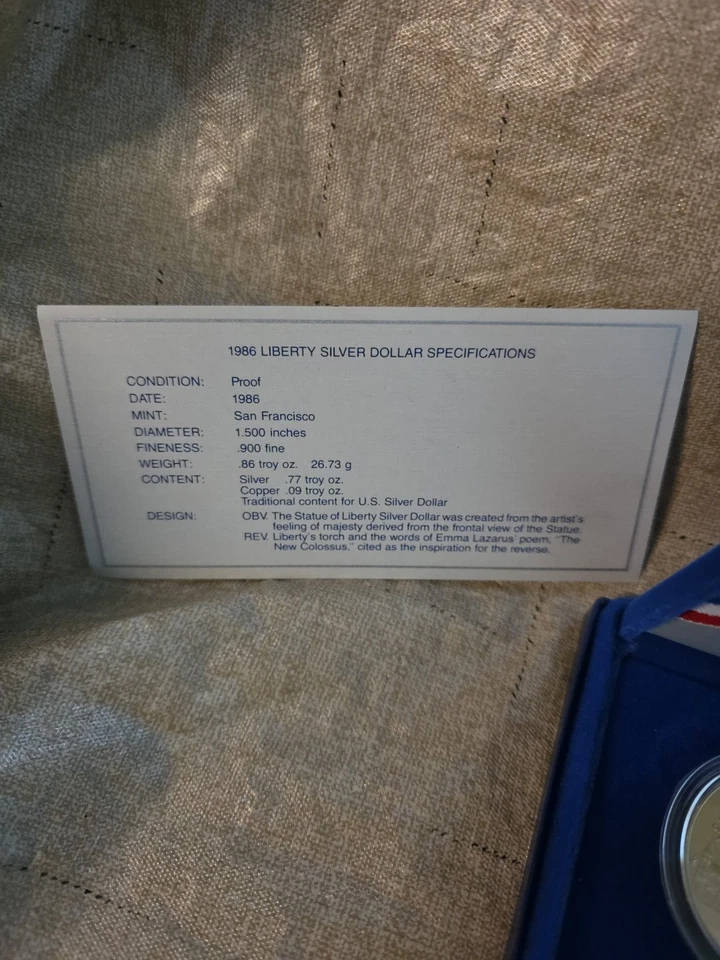 1986 LIBERTY SILVER DOLLAR SPECIFICATIONS
CONDITION: Proof
DATE: 1986
MINT: San Francisco
DIAMETER: 1.500 inches
FINENESS: .900 fine
WEIGHT: .86 troy oz. 26.73 g
CONTENT: Silver .77 troy oz.
Copper .09 troy oz.
Traditional content for U.S. Silver Dollar
DESIGN: OBV. The Statue of Liberty Silver Dollar was created from the artist's
feeling of majesty derived from the frontal view of the Statue.
REV. Liberty's torch and the words of Emma Lazarus' poem, "The
New Colossus," cited as the inspiration for the reverse.